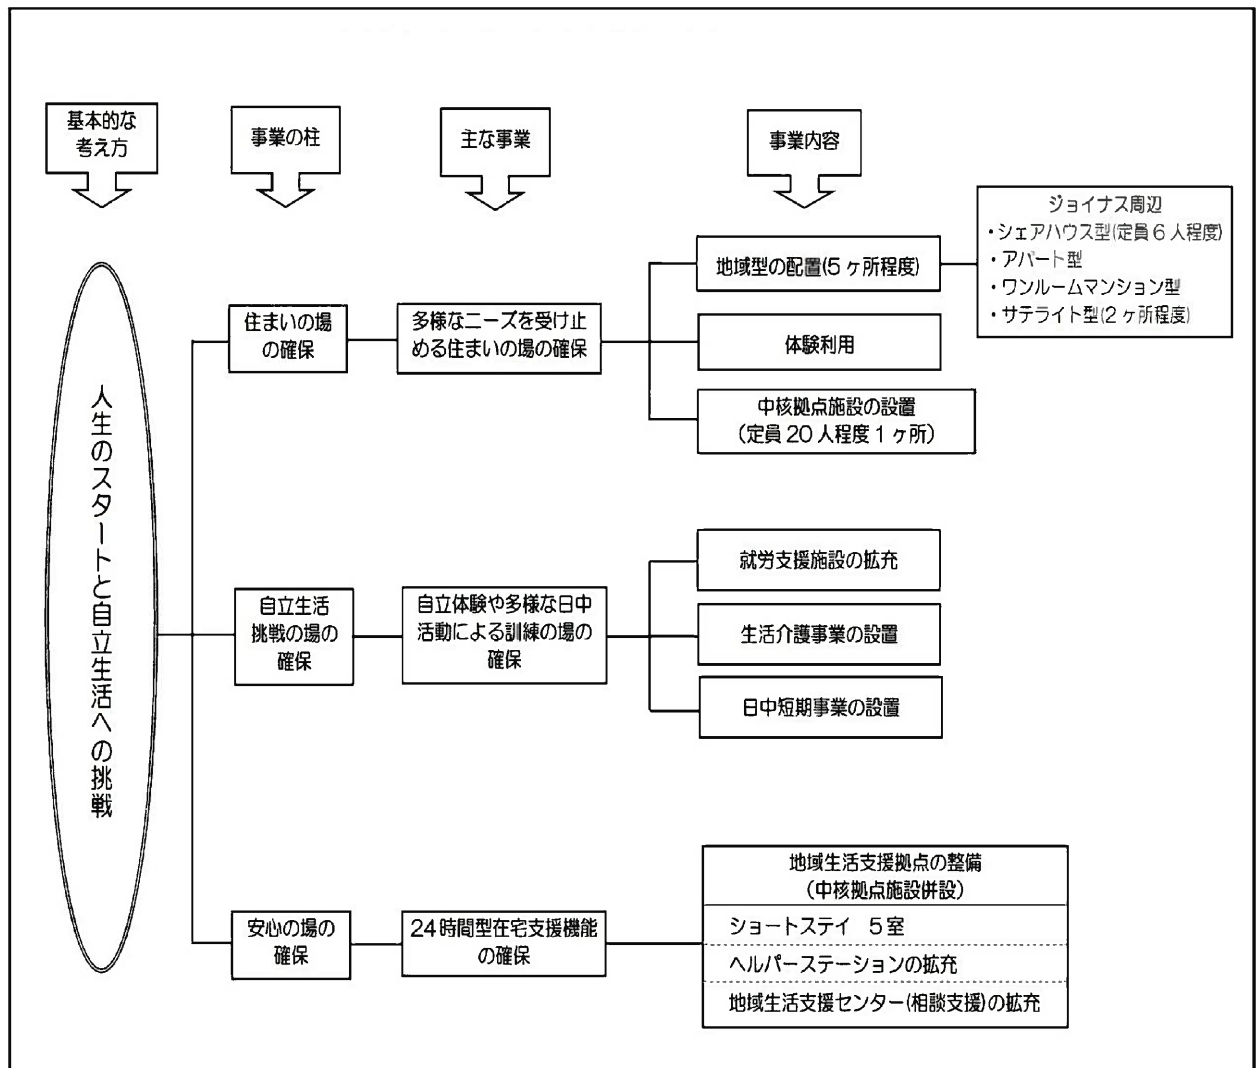 基本的な
考え方
事業の柱
主な事業
事業内容
人生のスタートと自立生活への挑戦
住まいの場
の確保
多様なニーズを受け止
める住まいの場の確保
地域型の配置(5ヶ所程度)
ジョイナス周辺
・シェアハウス型(定員6人程度)
・アパート型
・ワンルームマンション型
・サテライト型(2ヶ所程度)
体験利用
中核拠点施設の設置
(定員20人程度1ヶ所)
自立生活
挑戦の場の
確保
自立体験や多様な日中
活動による訓練の場の
確保
就労支援施設の拡充
生活介護事業の設置
日中短期事業の設置
安心の場の
確保
24時間型在宅支援機能
の確保
地域生活支援拠点の整備
(中核拠点施設併設)
ショートステイ 5室
ヘルパーステーションの拡充
地域生活支援センター(相談支援)の拡充